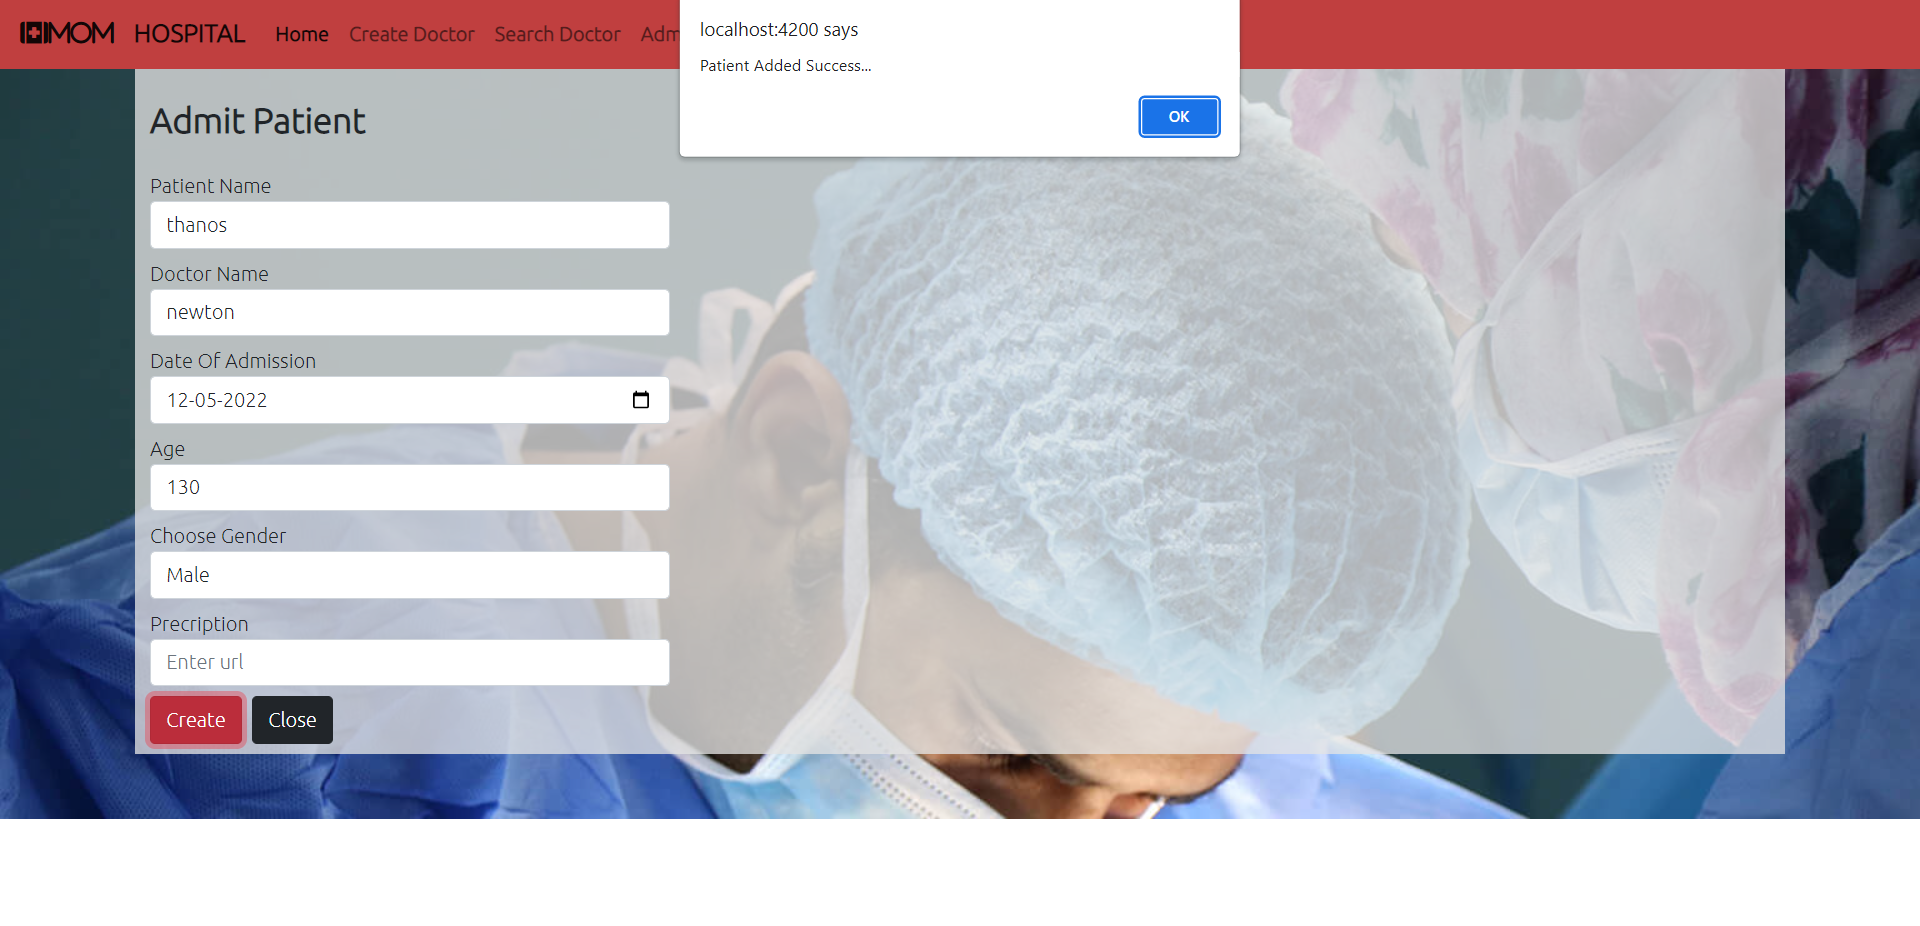 MOM HOSPITAL Home Create Doctor Search Doctor
localhost:4200 says
Patient Added Success...
OK
Admit Patient
Patient Name
thanos
Doctor Name
newton
Date Of Admission
12-05-2022
Age
130
Choose Gender
Male
Precription
Enter url
Create Close